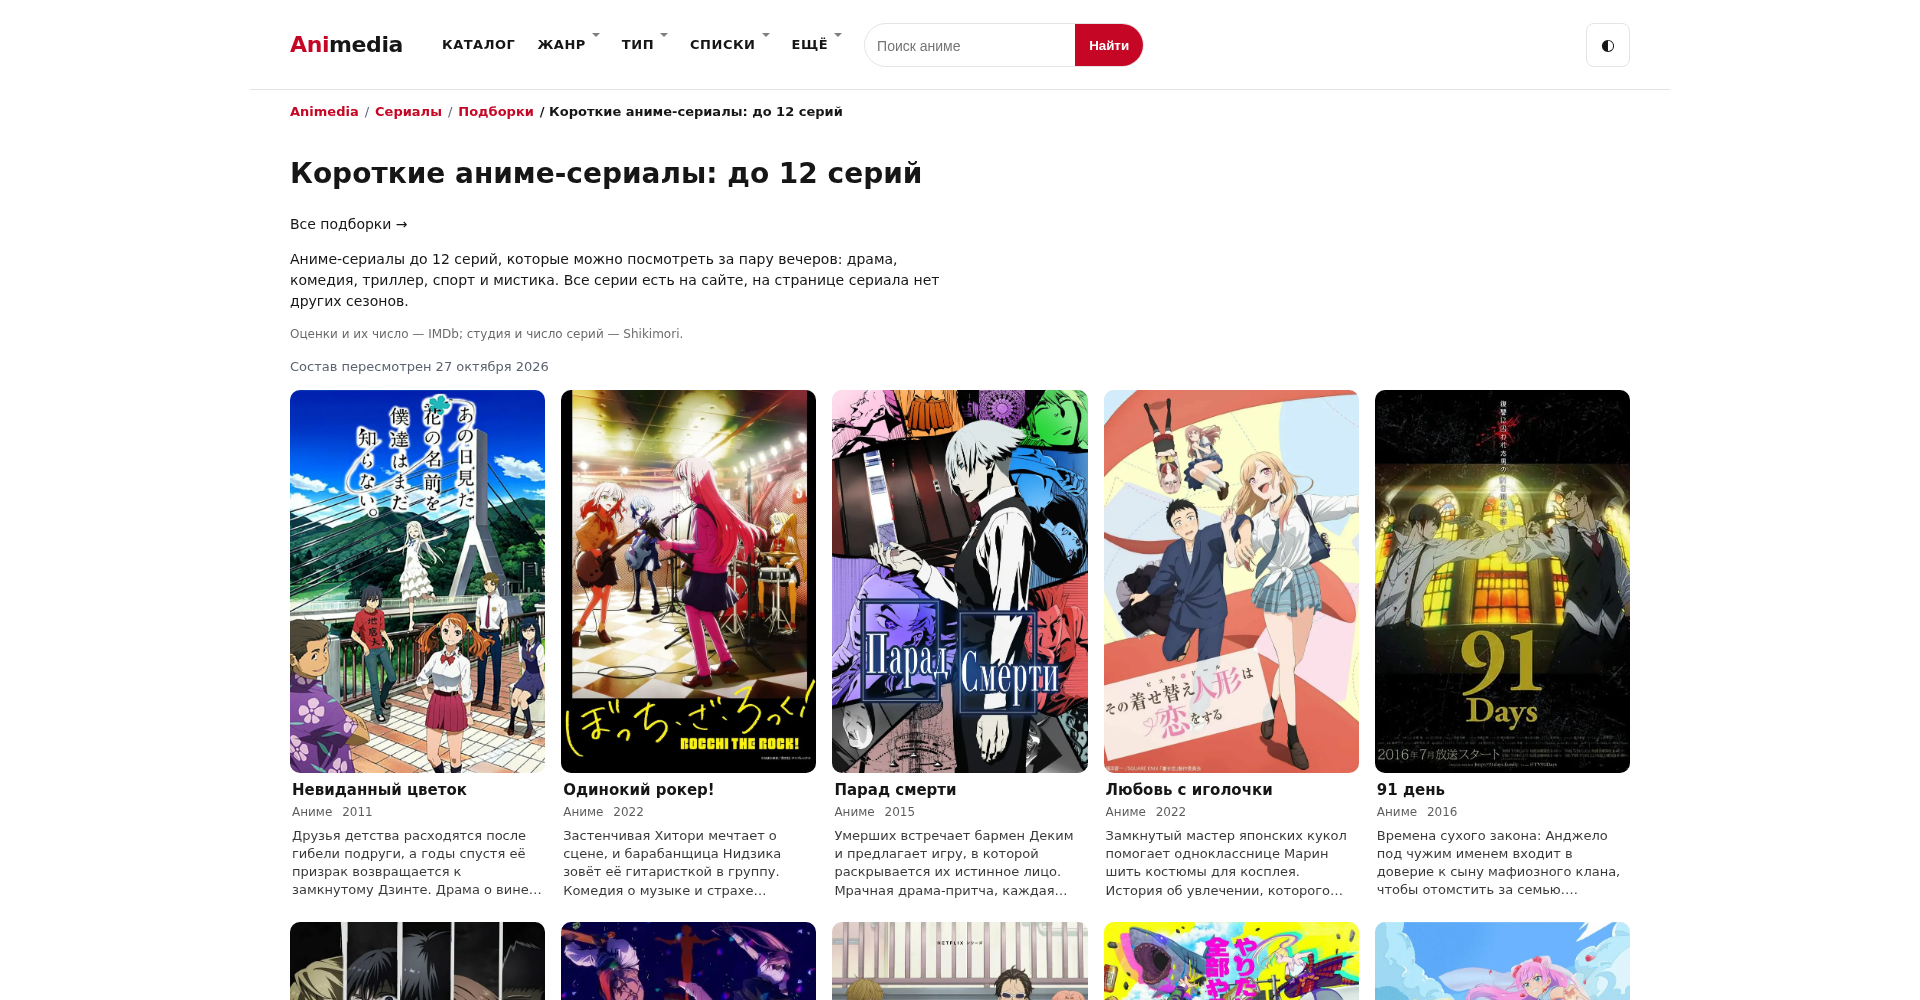 Animedia
КАТАЛОГ ЖАНР ТИП СПИСКИ ЕЩЁ
Поиск аниме Найти
Animedia / Сериалы / Подборки / Короткие аниме-сериалы: до 12 серий
Короткие аниме-сериалы: до 12 серий
Все подборки →
Аниме-сериалы до 12 серий, которые можно посмотреть за пару вечеров: драма,
комедия, триллер, спорт и мистика. Все серии есть на сайте, на странице сериала нет
других сезонов.
Оценки и их число — IMDb; студия и число серий — Shikimori.
Состав пересмотрен 27 октября 2026
あの日見た
花の名前を
僕達はまだ
知らない。
ぼっち・ざ・ろっく!
BOCCHI THE ROCK!
Парад
Смерти
その着せ替え人形は
ビスク・ドール
恋をする
91
Days
2016年7月放送スタート
Невиданный цветок
Аниме 2011
Друзья детства расходятся после
гибели подруги, а годы спустя её
призрак возвращается к
замкнутому Дзинте. Драма о вине…
Одинокий рокер!
Аниме 2022
Застенчивая Хитори мечтает о
сцене, и барабанщица Нидзика
зовёт её гитаристкой в группу.
Комедия о музыке и страхе…
Парад смерти
Аниме 2015
Умерших встречает бармен Деким
и предлагает игру, в которой
раскрывается их истинное лицо.
Мрачная драма-притча, каждая…
Любовь с иголочки
Аниме 2022
Замкнутый мастер японских кукол
помогает однокласснице Марин
шить костюмы для косплея.
История об увлечении, которого…
91 день
Аниме 2016
Времена сухого закона: Анджело
под чужим именем входит в
доверие к сыну мафиозного клана,
чтобы отомстить за семью.…
NETFLIX シリーズ